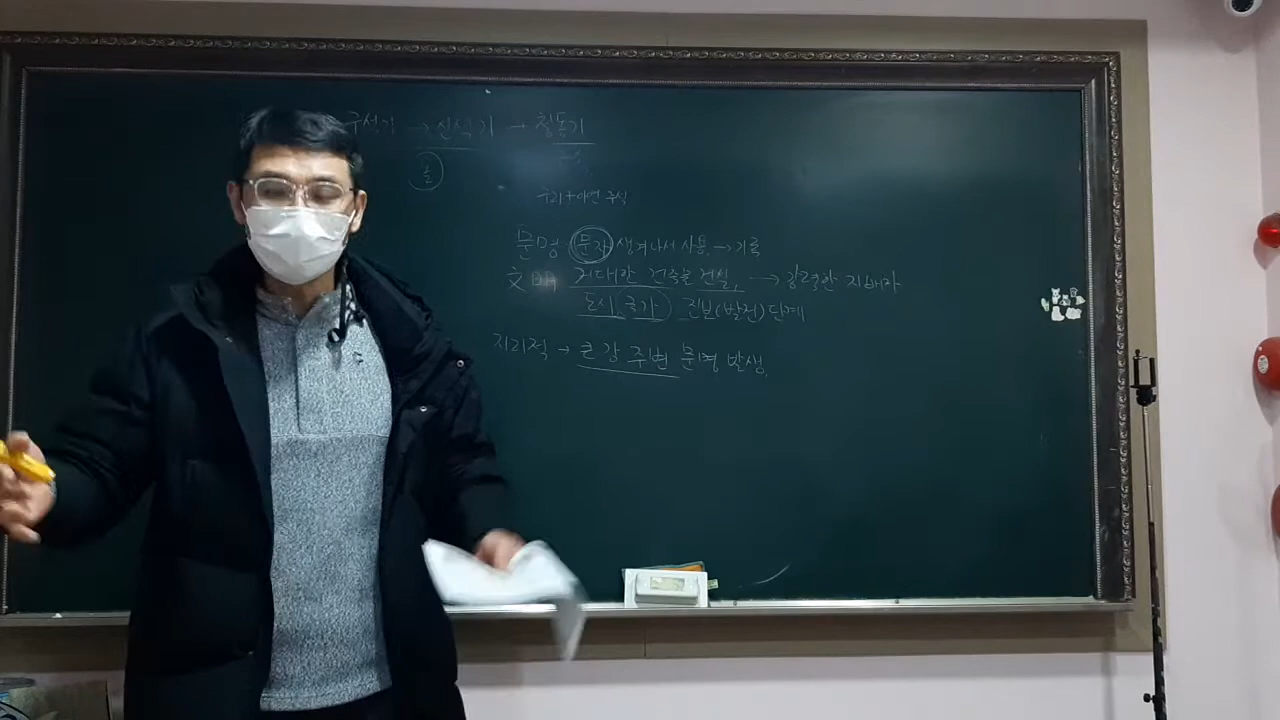 구석기 → 신석기 → 청동기
돌
구리+아연 주석
문명 : 문자 생겨나서 사용 → 기록
文明 거대한 건축물 건설, → 강력한 지배자
도시, 국가 진보(발전)단계
지리적 → 큰 강 주변 문명 발생.